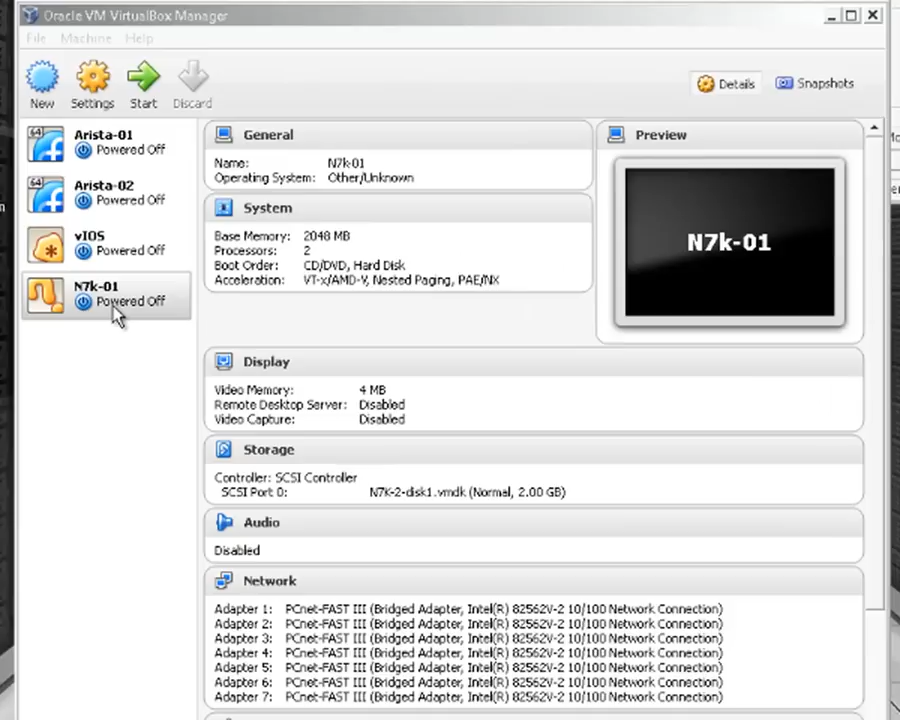 Oracle VM VirtualBox Manager
File Machine Help
New Settings Start Discard
Details Snapshots
64 Arista-01
Powered Off
64 Arista-02
Powered Off
vIOS
Powered Off
N7k-01
Powered Off
General
Name: N7k-01
Operating System: Other/Unknown
System
Base Memory: 2048 MB
Processors: 2
Boot Order: CD/DVD, Hard Disk
Acceleration: VT-x/AMD-V, Nested Paging, PAE/NX
Preview
N7k-01
Display
Video Memory: 4 MB
Remote Desktop Server: Disabled
Video Capture: Disabled
Storage
Controller: SCSI Controller
SCSI Port 0: N7K-2-disk1.vmdk (Normal, 2.00 GB)
Audio
Disabled
Network
Adapter 1: PCnet-FAST III (Bridged Adapter, Intel(R) 82562V-2 10/100 Network Connection)
Adapter 2: PCnet-FAST III (Bridged Adapter, Intel(R) 82562V-2 10/100 Network Connection)
Adapter 3: PCnet-FAST III (Bridged Adapter, Intel(R) 82562V-2 10/100 Network Connection)
Adapter 4: PCnet-FAST III (Bridged Adapter, Intel(R) 82562V-2 10/100 Network Connection)
Adapter 5: PCnet-FAST III (Bridged Adapter, Intel(R) 82562V-2 10/100 Network Connection)
Adapter 6: PCnet-FAST III (Bridged Adapter, Intel(R) 82562V-2 10/100 Network Connection)
Adapter 7: PCnet-FAST III (Bridged Adapter, Intel(R) 82562V-2 10/100 Network Connection)